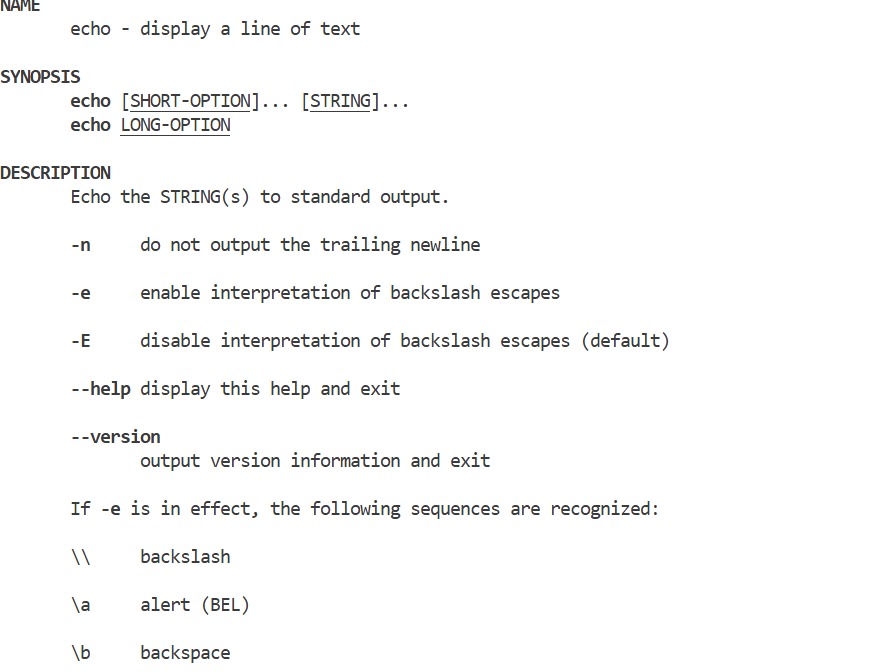 NAME
echo - display a line of text
SYNOPSIS
echo [SHORT-OPTION]... [STRING]...
echo LONG-OPTION
DESCRIPTION
Echo the STRING(s) to standard output.
-n do not output the trailing newline
-e enable interpretation of backslash escapes
-E disable interpretation of backslash escapes (default)
--help display this help and exit
--version
output version information and exit
If -e is in effect, the following sequences are recognized:
\\ backslash
\a alert (BEL)
\b backspace